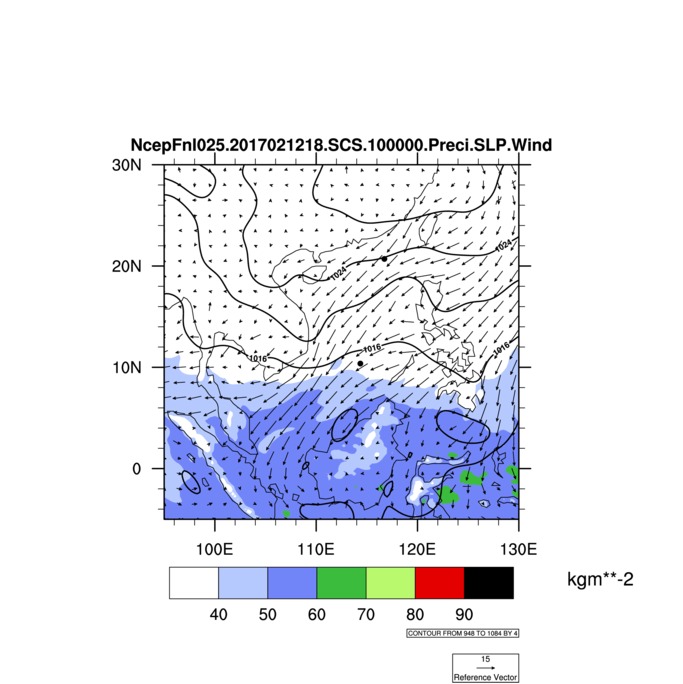 NcepFnl025.2017021218.SCS.100000.Preci.SLP.Wind
30N
1024
20N
1024
1016
1016
1016
10N
0
100E
110E
120E
130E
kgm**-2
40
50
60
70
80
90
CONTOUR FROM 948 TO 1084 BY 4
15
Reference Vector